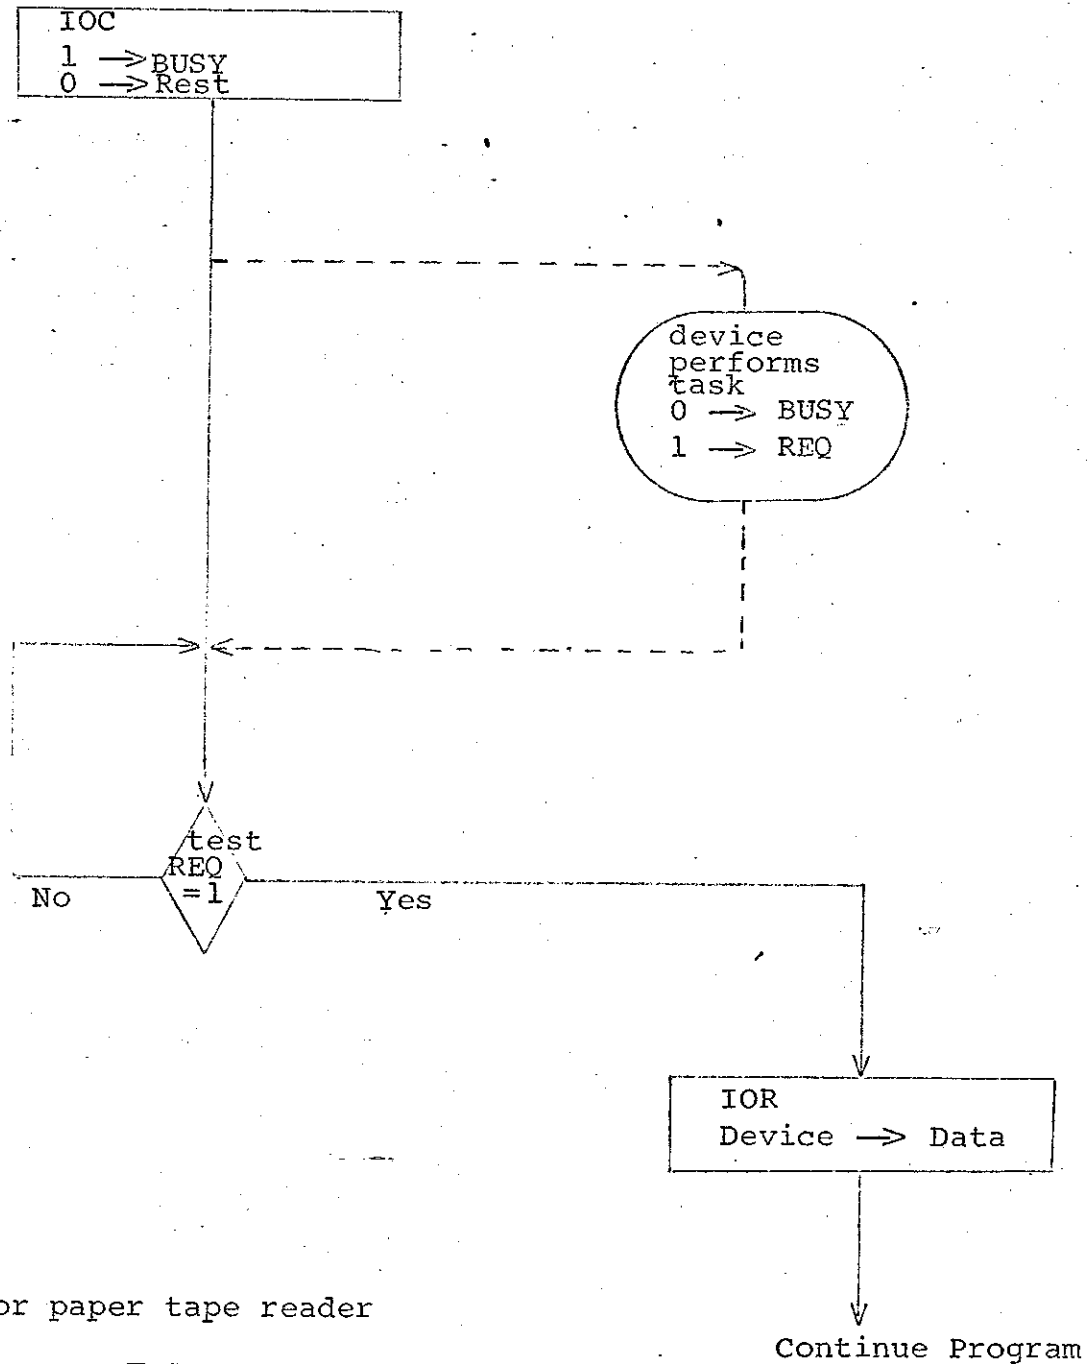 IOC
1 → BUSY
0 → Rest
device
performs
task
0 → BUSY
1 → REQ
test
REQ
=1
No
Yes
IOR
Device → Data
or paper tape reader
Continue Program